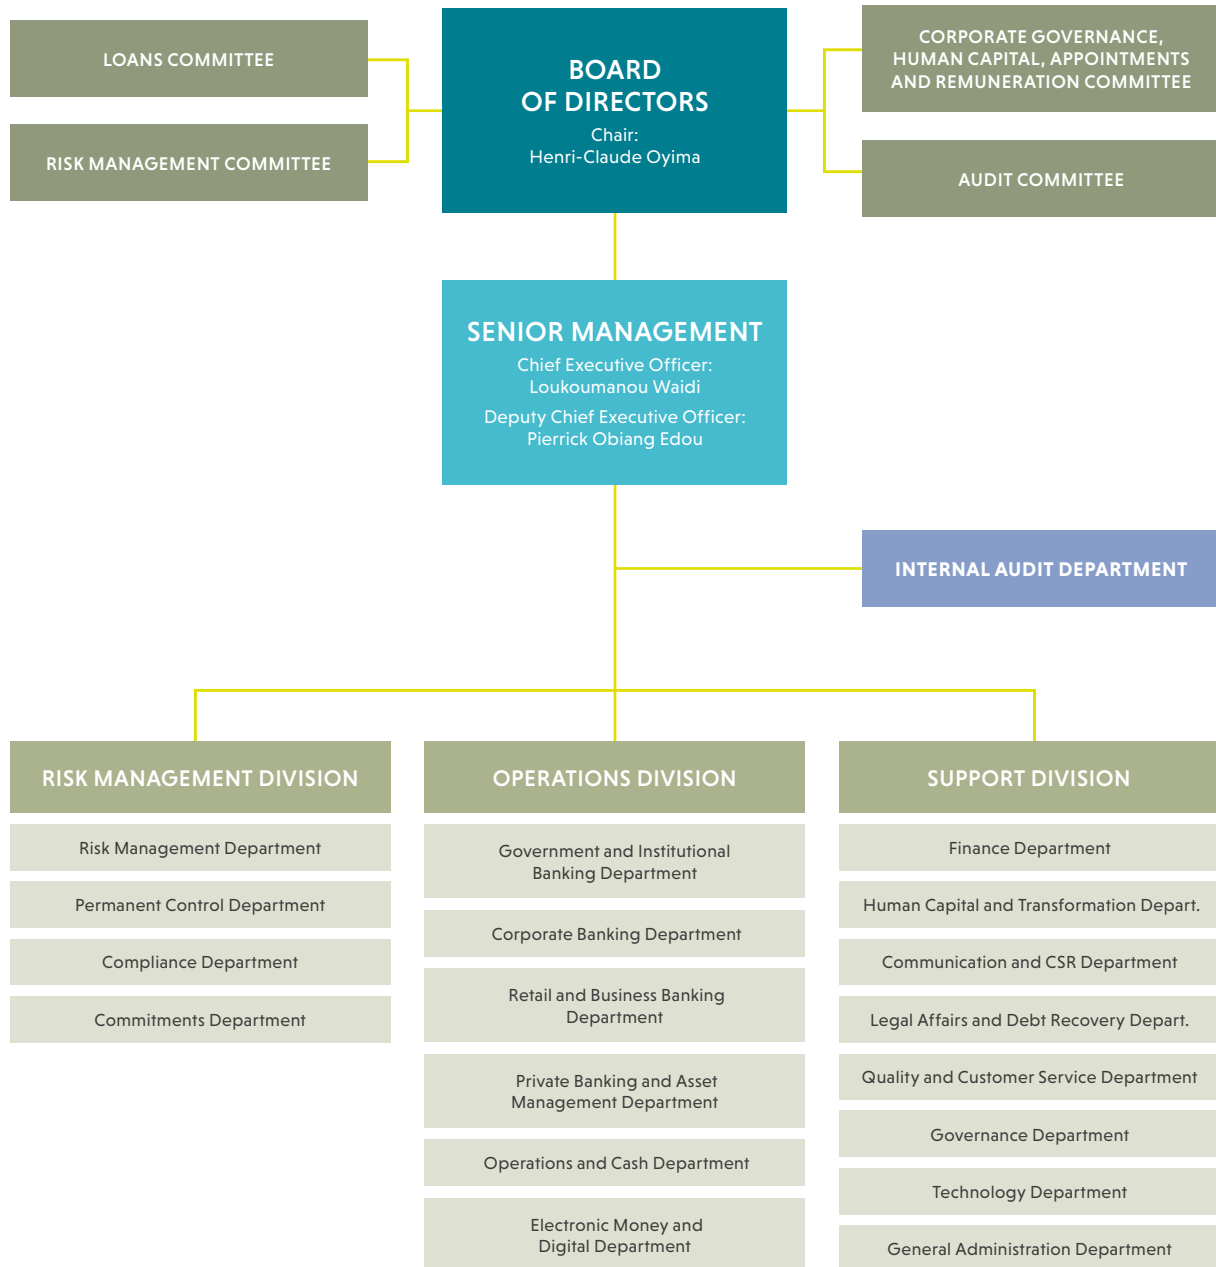 LOANS COMMITTEE
RISK MANAGEMENT COMMITTEE
BOARD
OF DIRECTORS
Chair:
Henri-Claude Oyima
CORPORATE GOVERNANCE,
HUMAN CAPITAL, APPOINTMENTS
AND REMUNERATION COMMITTEE
AUDIT COMMITTEE
SENIOR MANAGEMENT
Chief Executive Officer:
Loukoumanou Waidi
Deputy Chief Executive Officer:
Pierrick Obiang Edou
INTERNAL AUDIT DEPARTMENT
RISK MANAGEMENT DIVISION
Risk Management Department
Permanent Control Department
Compliance Department
Commitments Department
OPERATIONS DIVISION
Government and Institutional
Banking Department
Corporate Banking Department
Retail and Business Banking
Department
Private Banking and Asset
Management Department
Operations and Cash Department
Electronic Money and
Digital Department
SUPPORT DIVISION
Finance Department
Human Capital and Transformation Depart.
Communication and CSR Department
Legal Affairs and Debt Recovery Depart.
Quality and Customer Service Department
Governance Department
Technology Department
General Administration Department